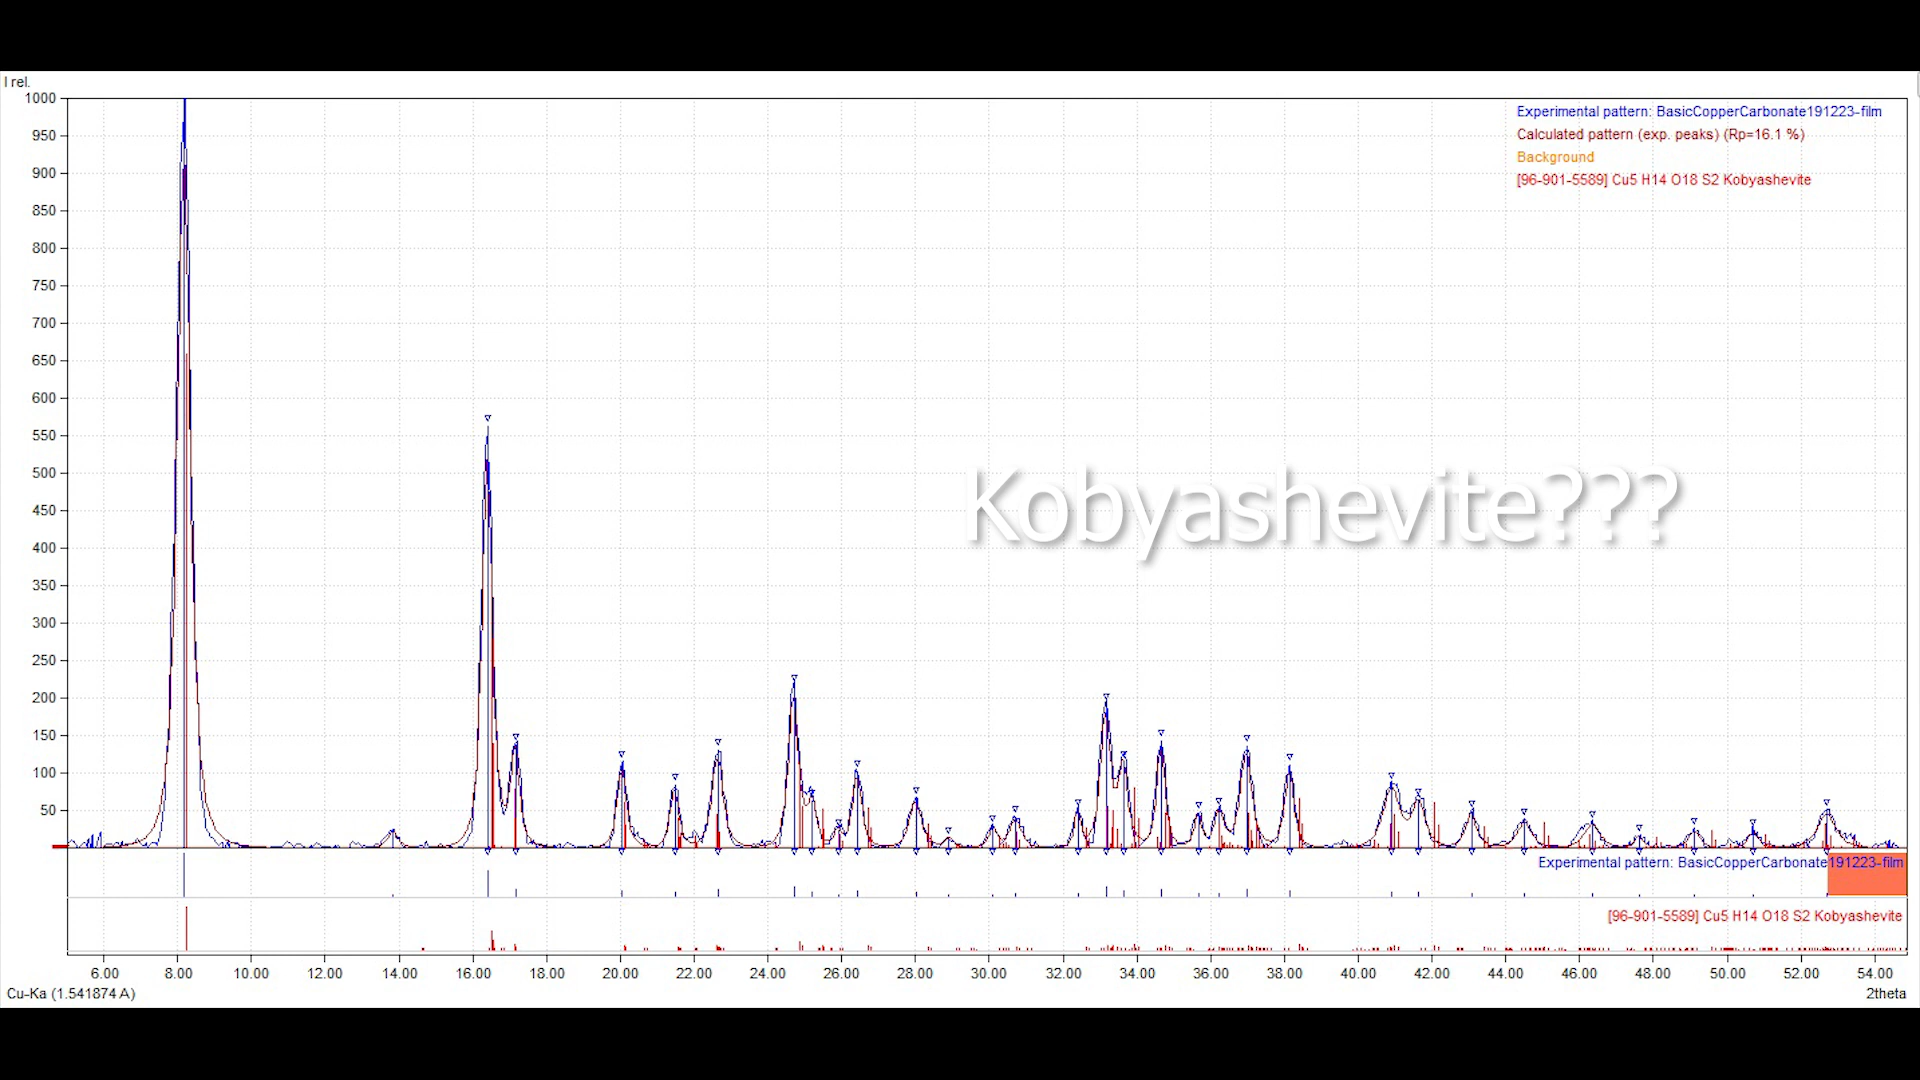 I rel.
1000
950
900
850
800
750
700
650
600
550
500
450
400
350
300
250
200
150
100
50
Experimental pattern: BasicCopperCarbonate191223-film
Calculated pattern (exp. peaks) (Rp=16.1 %)
Background
[96-901-5589] Cu5 H14 O18 S2 Kobyashevite
Kobyashevite???
Experimental pattern: BasicCopperCarbonate191223-film
[96-901-5589] Cu5 H14 O18 S2 Kobyashevite
6.00 8.00 10.00 12.00 14.00 16.00 18.00 20.00 22.00 24.00 26.00 28.00 30.00 32.00 34.00 36.00 38.00 40.00 42.00 44.00 46.00 48.00 50.00 52.00 54.00
Cu-Ka (1.541874 A) 2theta